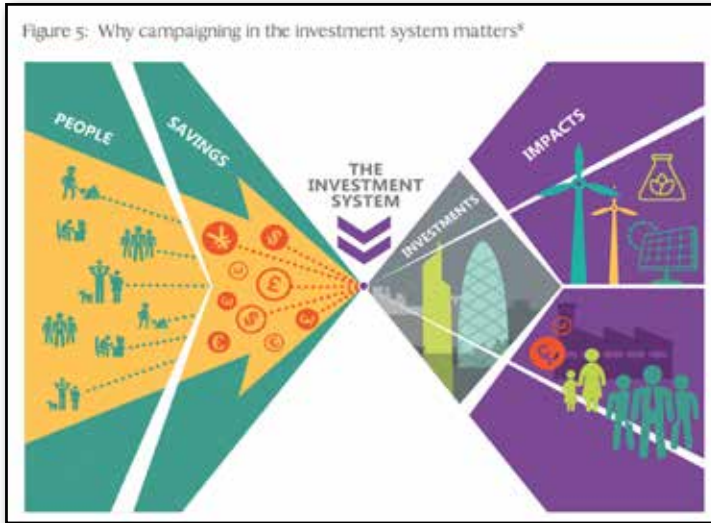 Figure 5: Why campaigning in the investment system matters⁸
PEOPLE
SAVINGS
THE
INVESTMENT
SYSTEM
INVESTMENTS
IMPACTS